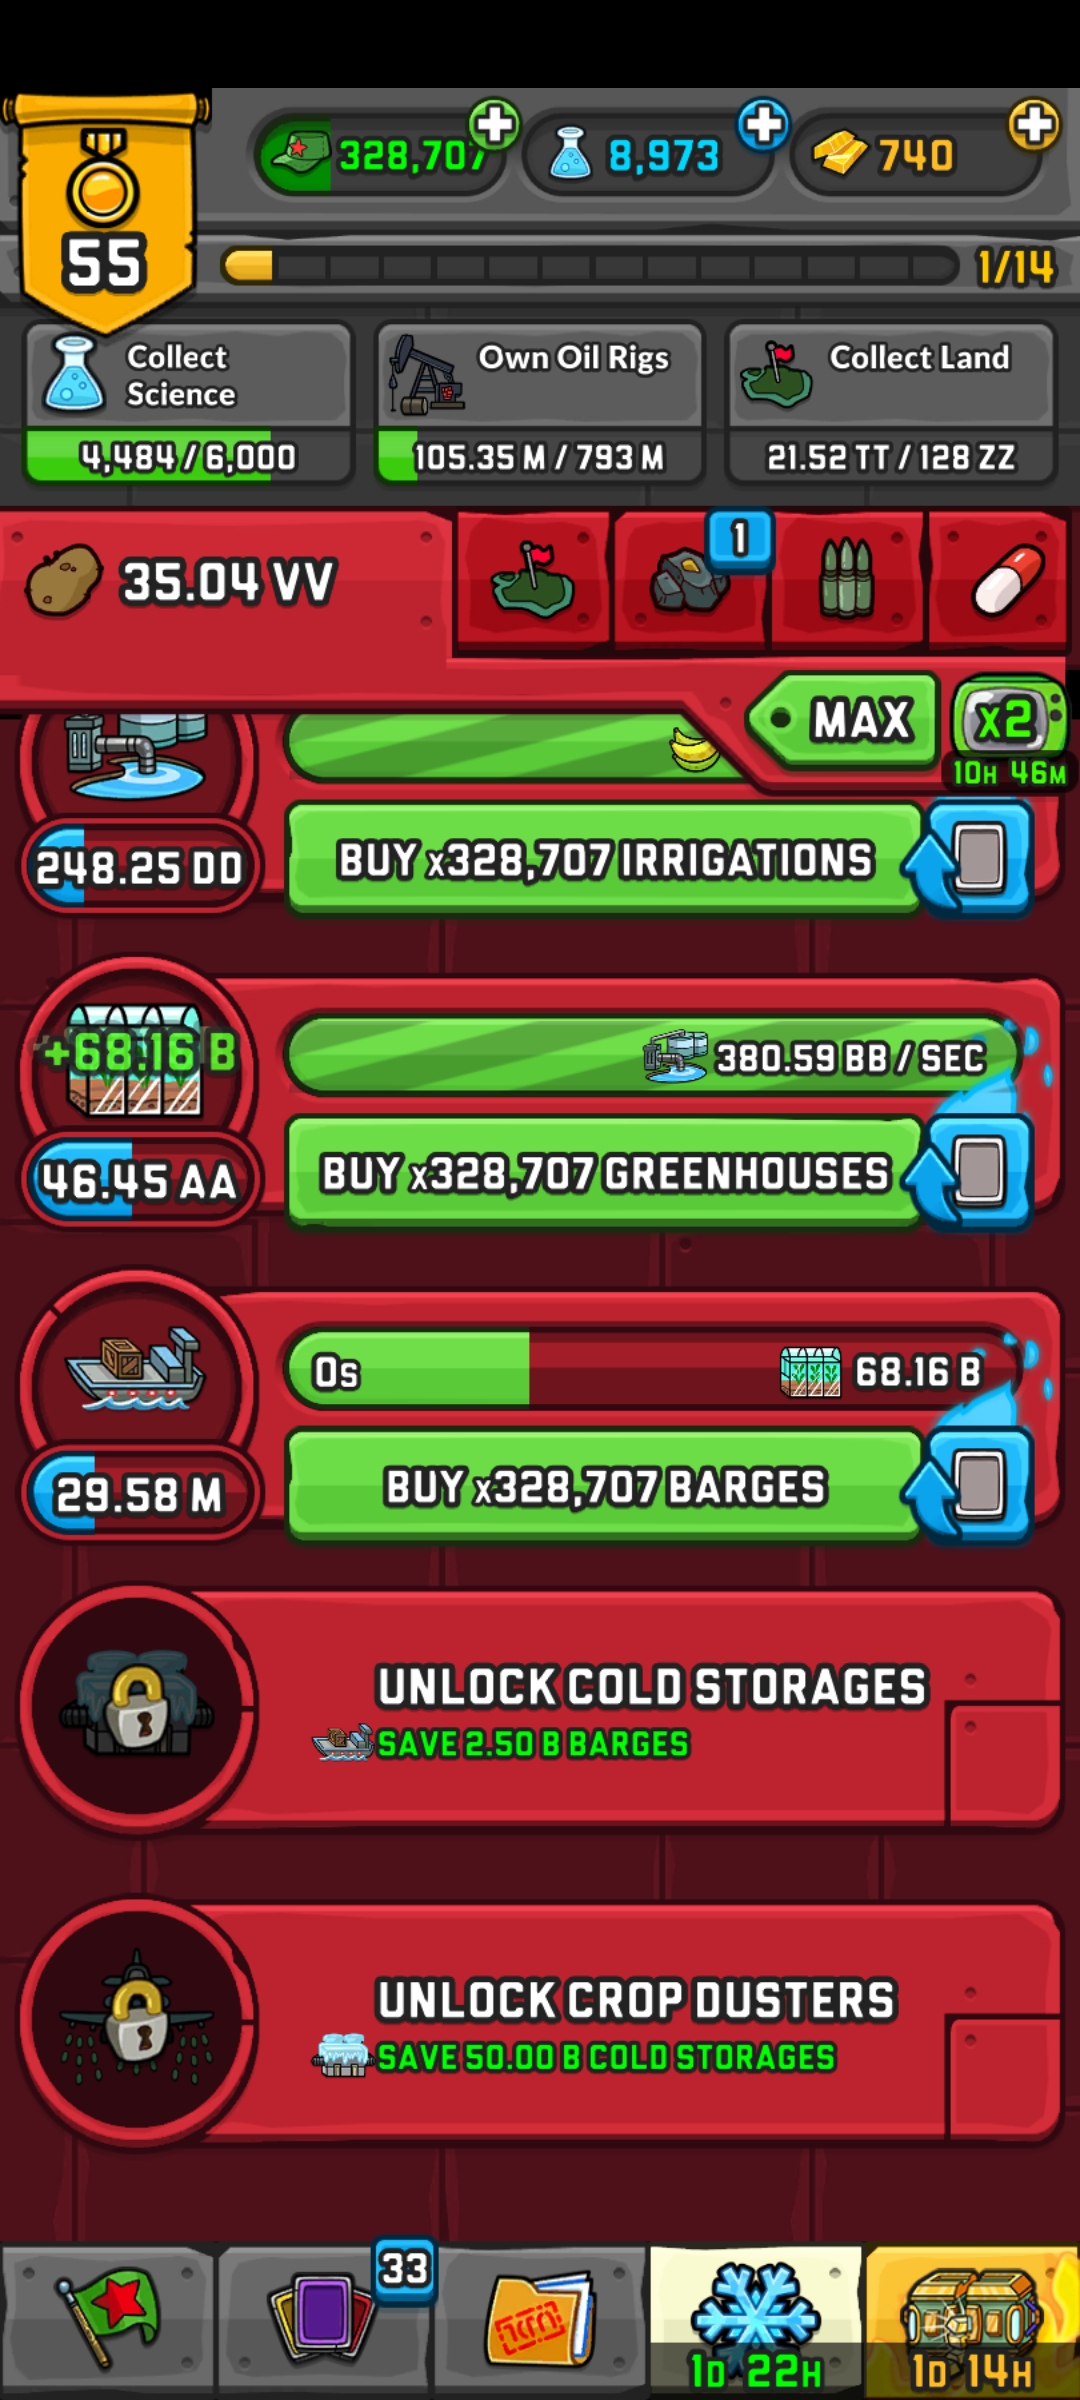 328,707
8,973
740
55
1/14
Collect
Science
4,484/6,000
Own Oil Rigs
105.35 M/793 M
Collect Land
21.52 TT/128 ZZ
35.04 VV
1
MAX
x2
10H 46M
248.25 DD
BUY x328,707 IRRIGATIONS
+68.16 B
380.59 BB/SEC
46.45 AA
BUY x328,707 GREENHOUSES
0s
68.16 B
29.58 M
BUY x328,707 BARGES
UNLOCK COLD STORAGES
SAVE 2.50 B BARGES
UNLOCK CROP DUSTERS
SAVE 50.00 B COLD STORAGES
33
1D 22H
1D 14H